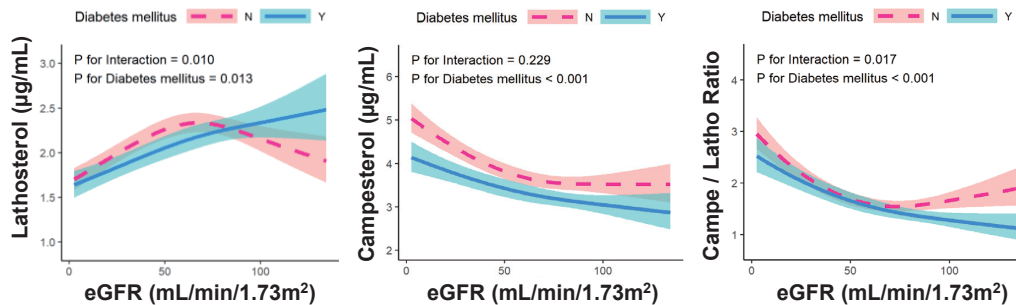 Diabetes mellitus N Y
P for Interaction = 0.010
P for Diabetes mellitus = 0.013
Lathosterol (µg/mL)
3.0
2.5
2.0
1.5
1.0
0 50 100
eGFR (mL/min/1.73m²)
Diabetes mellitus N Y
P for Interaction = 0.229
P for Diabetes mellitus < 0.001
Campesterol (µg/mL)
6
5
4
3
2
0 50 100
eGFR (mL/min/1.73m²)
Diabetes mellitus N Y
P for Interaction = 0.017
P for Diabetes mellitus < 0.001
Campe / Latho Ratio
4
3
2
1
0 50 100
eGFR (mL/min/1.73m²)